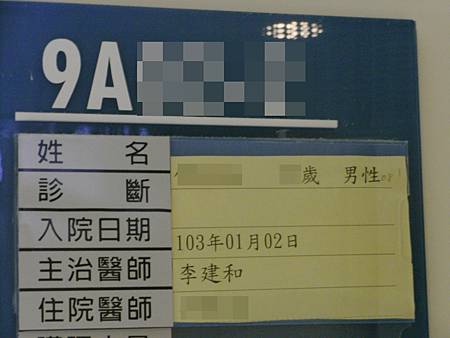 9A
姓名
歲 男性
診斷
入院日期
103年01月02日
主治醫師
李建和
住院醫師